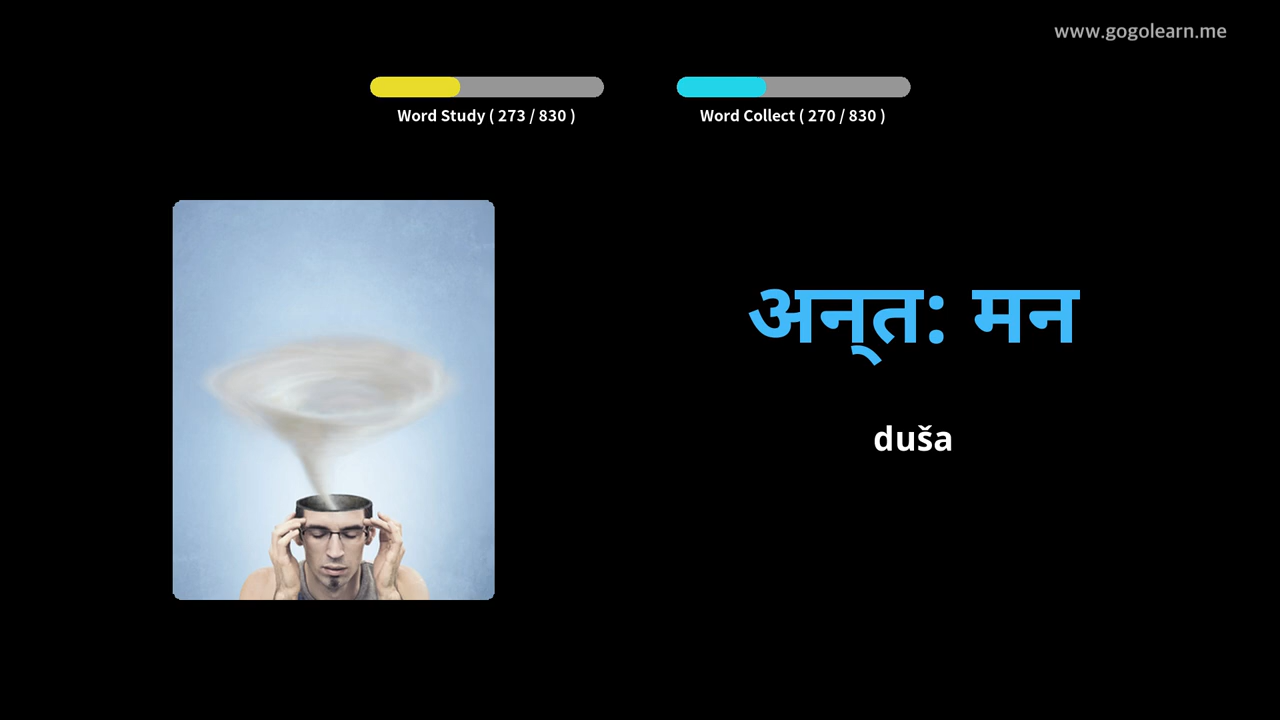 www.gogolearn.me
Word Study ( 273 / 830 )
Word Collect ( 270 / 830 )
अन्‌त: मन
duša